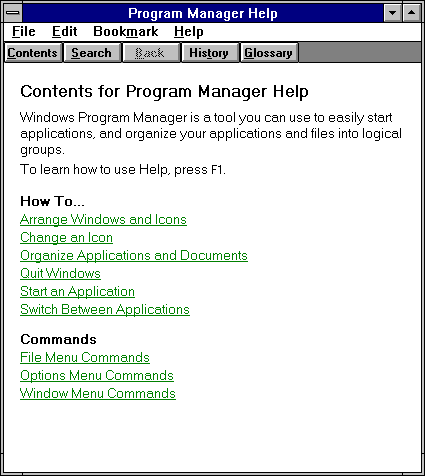 Program Manager Help
File Edit Bookmark Help
Contents Search Back History Glossary
Contents for Program Manager Help
Windows Program Manager is a tool you can use to easily start
applications, and organize your applications and files into logical
groups.
To learn how to use Help, press F1.
How To...
Arrange Windows and Icons
Change an Icon
Organize Applications and Documents
Quit Windows
Start an Application
Switch Between Applications
Commands
File Menu Commands
Options Menu Commands
Window Menu Commands